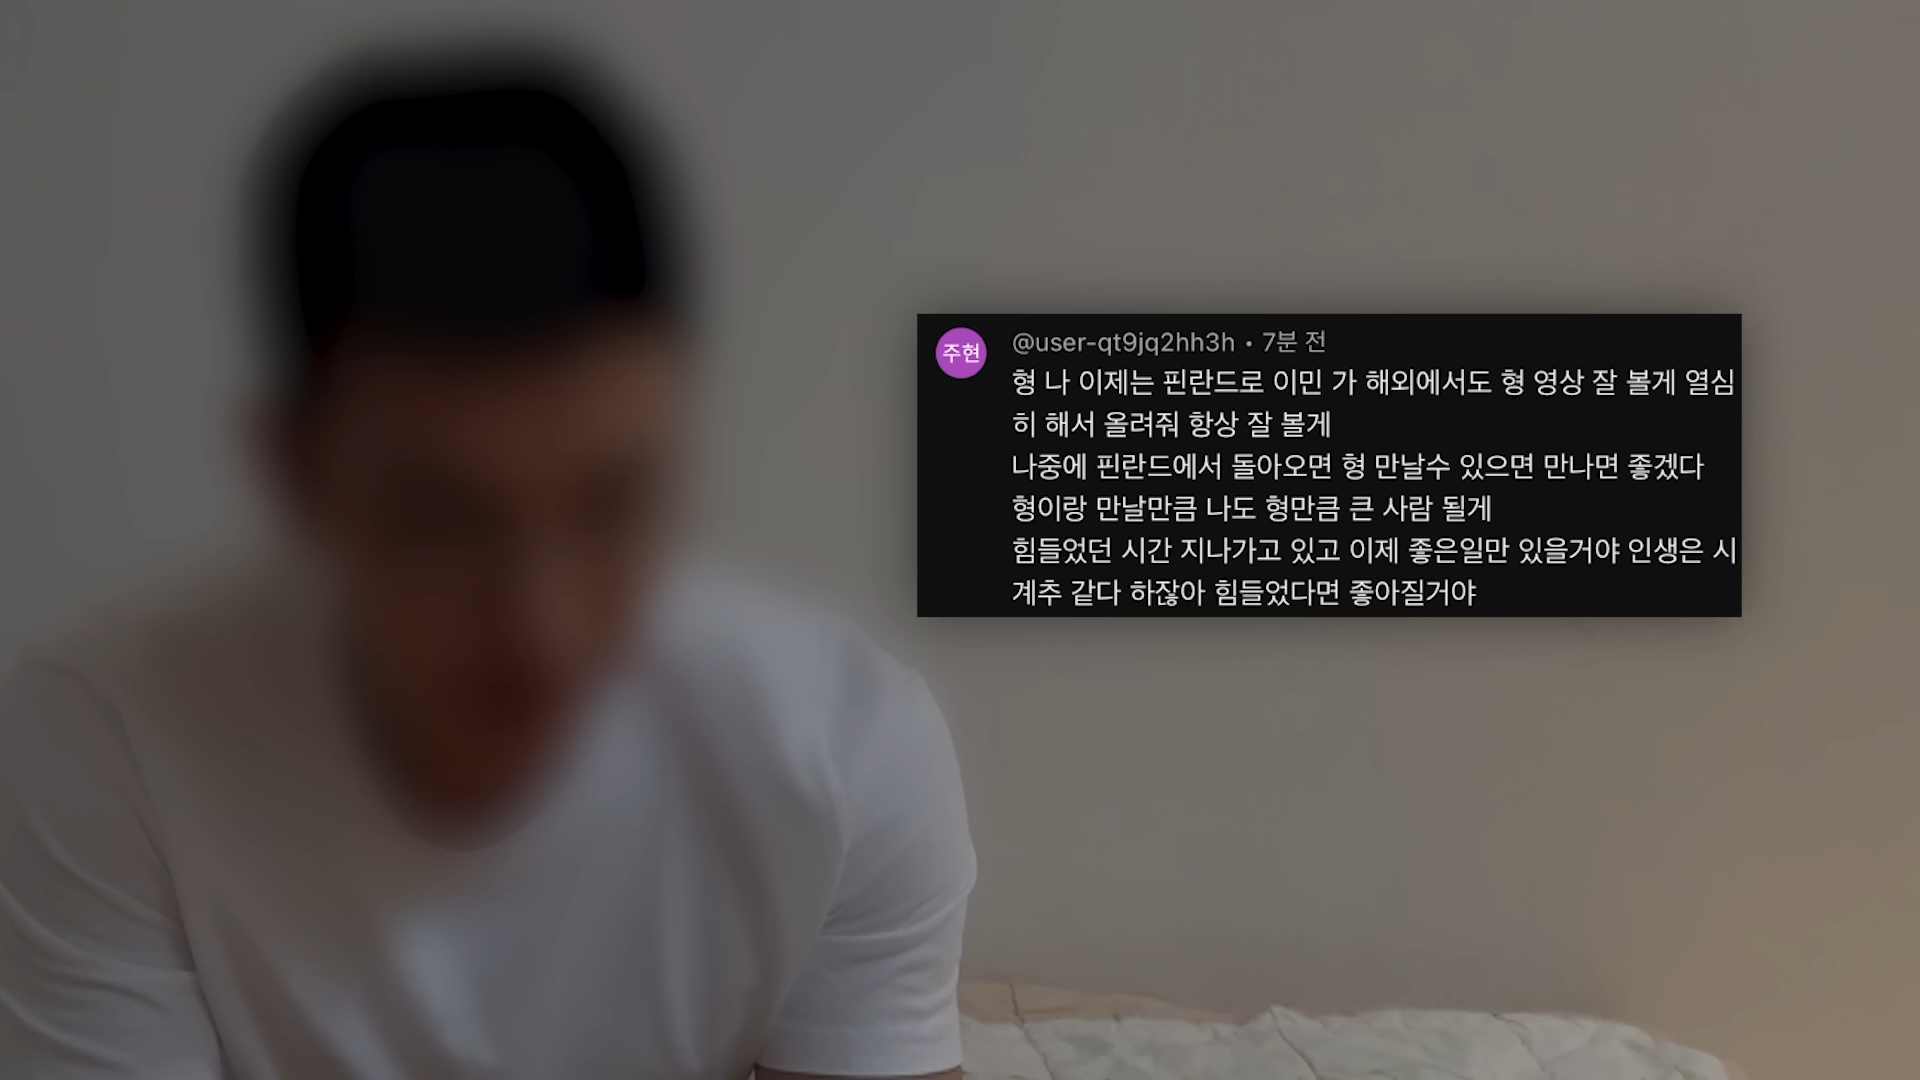 주현
@user-qt9jq2hh3h • 7분 전
형 나 이제는 핀란드로 이민 가 해외에서도 형 영상 잘 볼게 열심
히 해서 올려줘 항상 잘 볼게
나중에 핀란드에서 돌아오면 형 만날수 있으면 만나면 좋겠다
형이랑 만날만큼 나도 형만큼 큰 사람 될게
힘들었던 시간 지나가고 있고 이제 좋은일만 있을거야 인생은 시
계추 같다 하잖아 힘들었다면 좋아질거야